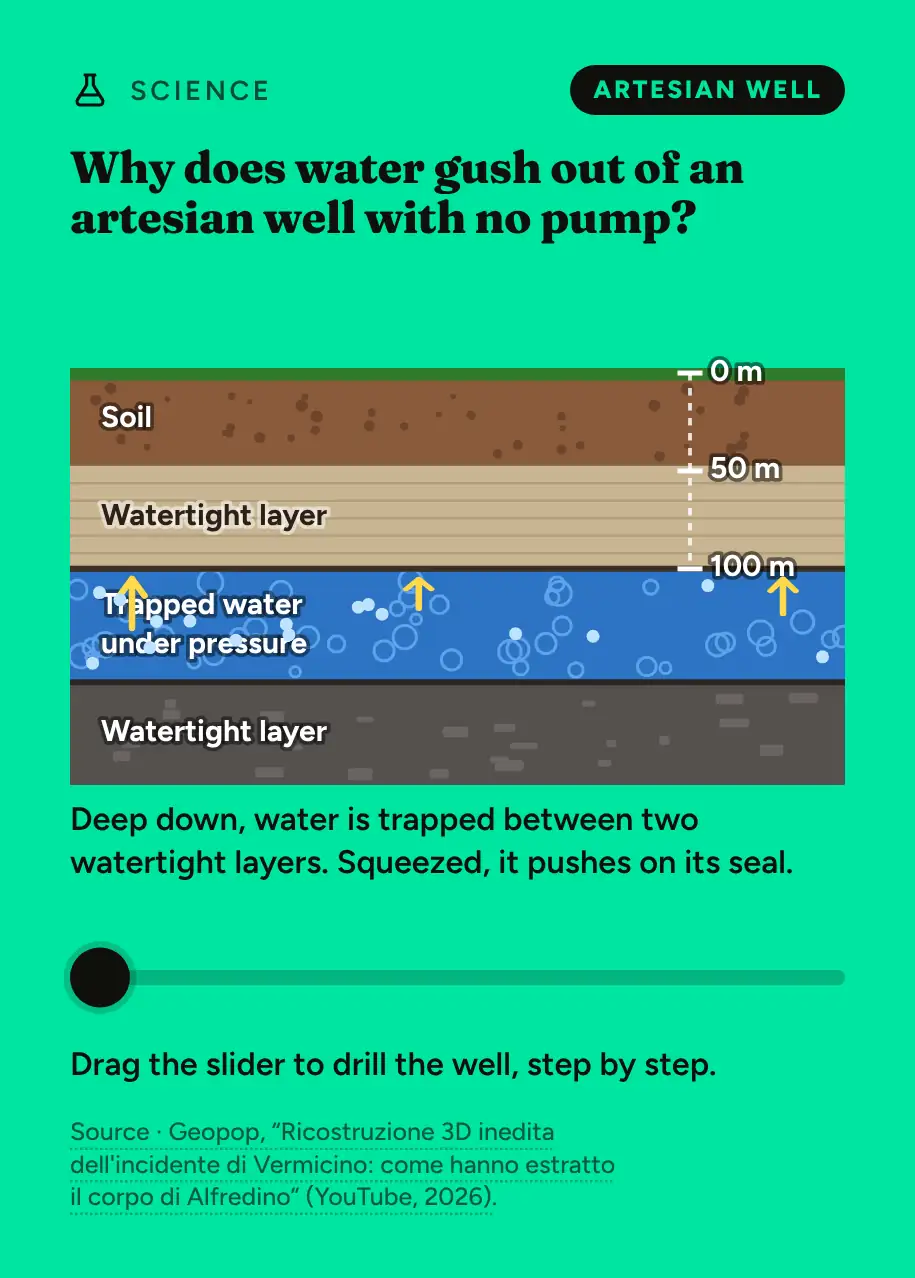 SCIENCE
ARTESIAN WELL
Why does water gush out of an
artesian well with no pump?
0 m
Soil
50 m
Watertight layer
100 m
Trapped water
under pressure
Watertight layer
Deep down, water is trapped between two
watertight layers. Squeezed, it pushes on its seal.
Drag the slider to drill the well, step by step.
Source · Geopop, “Ricostruzione 3D inedita
dell'incidente di Vermicino: come hanno estratto
il corpo di Alfredino“ (YouTube, 2026).